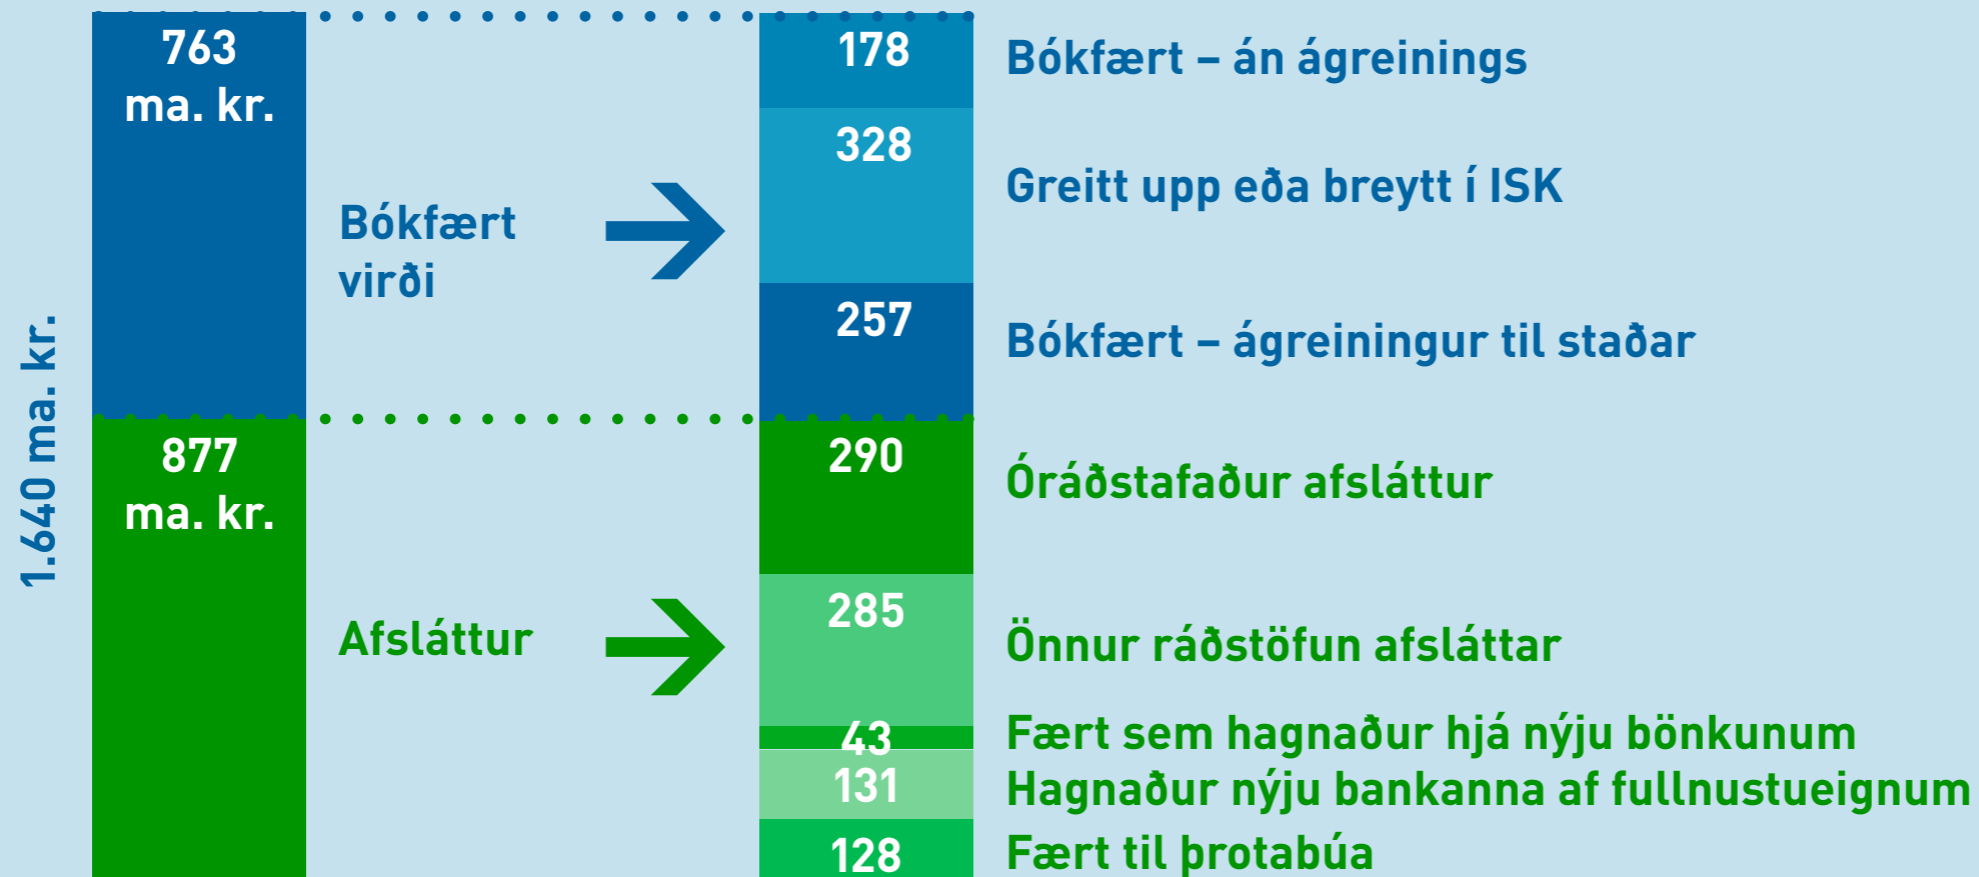 1.640 ma. kr.
763
ma. kr.
Bókfært
virði
877
ma. kr.
Afsláttur
178
Bókfært – án ágreinings
328
Greitt upp eða breytt í ISK
257
Bókfært – ágreiningur til staðar
290
Óráðstafaður afsláttur
285
Önnur ráðstöfun afsláttar
43
Fært sem hagnaður hjá nýju bönkunum
131
Hagnaður nýju bankanna af fullnustueignum
128
Fært til þrotabúa